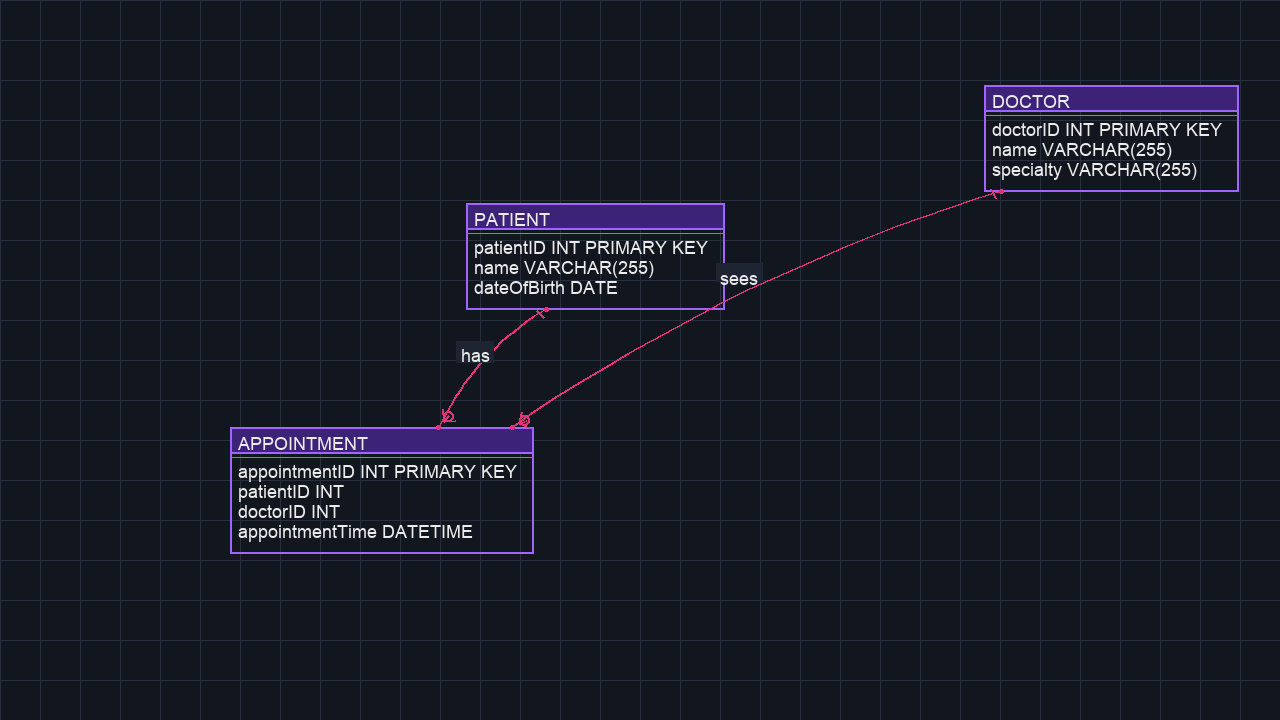 DOCTOR
doctorID INT PRIMARY KEY
name VARCHAR(255)
specialty VARCHAR(255)
PATIENT
patientID INT PRIMARY KEY
name VARCHAR(255)
dateOfBirth DATE
sees
has
APPOINTMENT
appointmentID INT PRIMARY KEY
patientID INT
doctorID INT
appointmentTime DATETIME